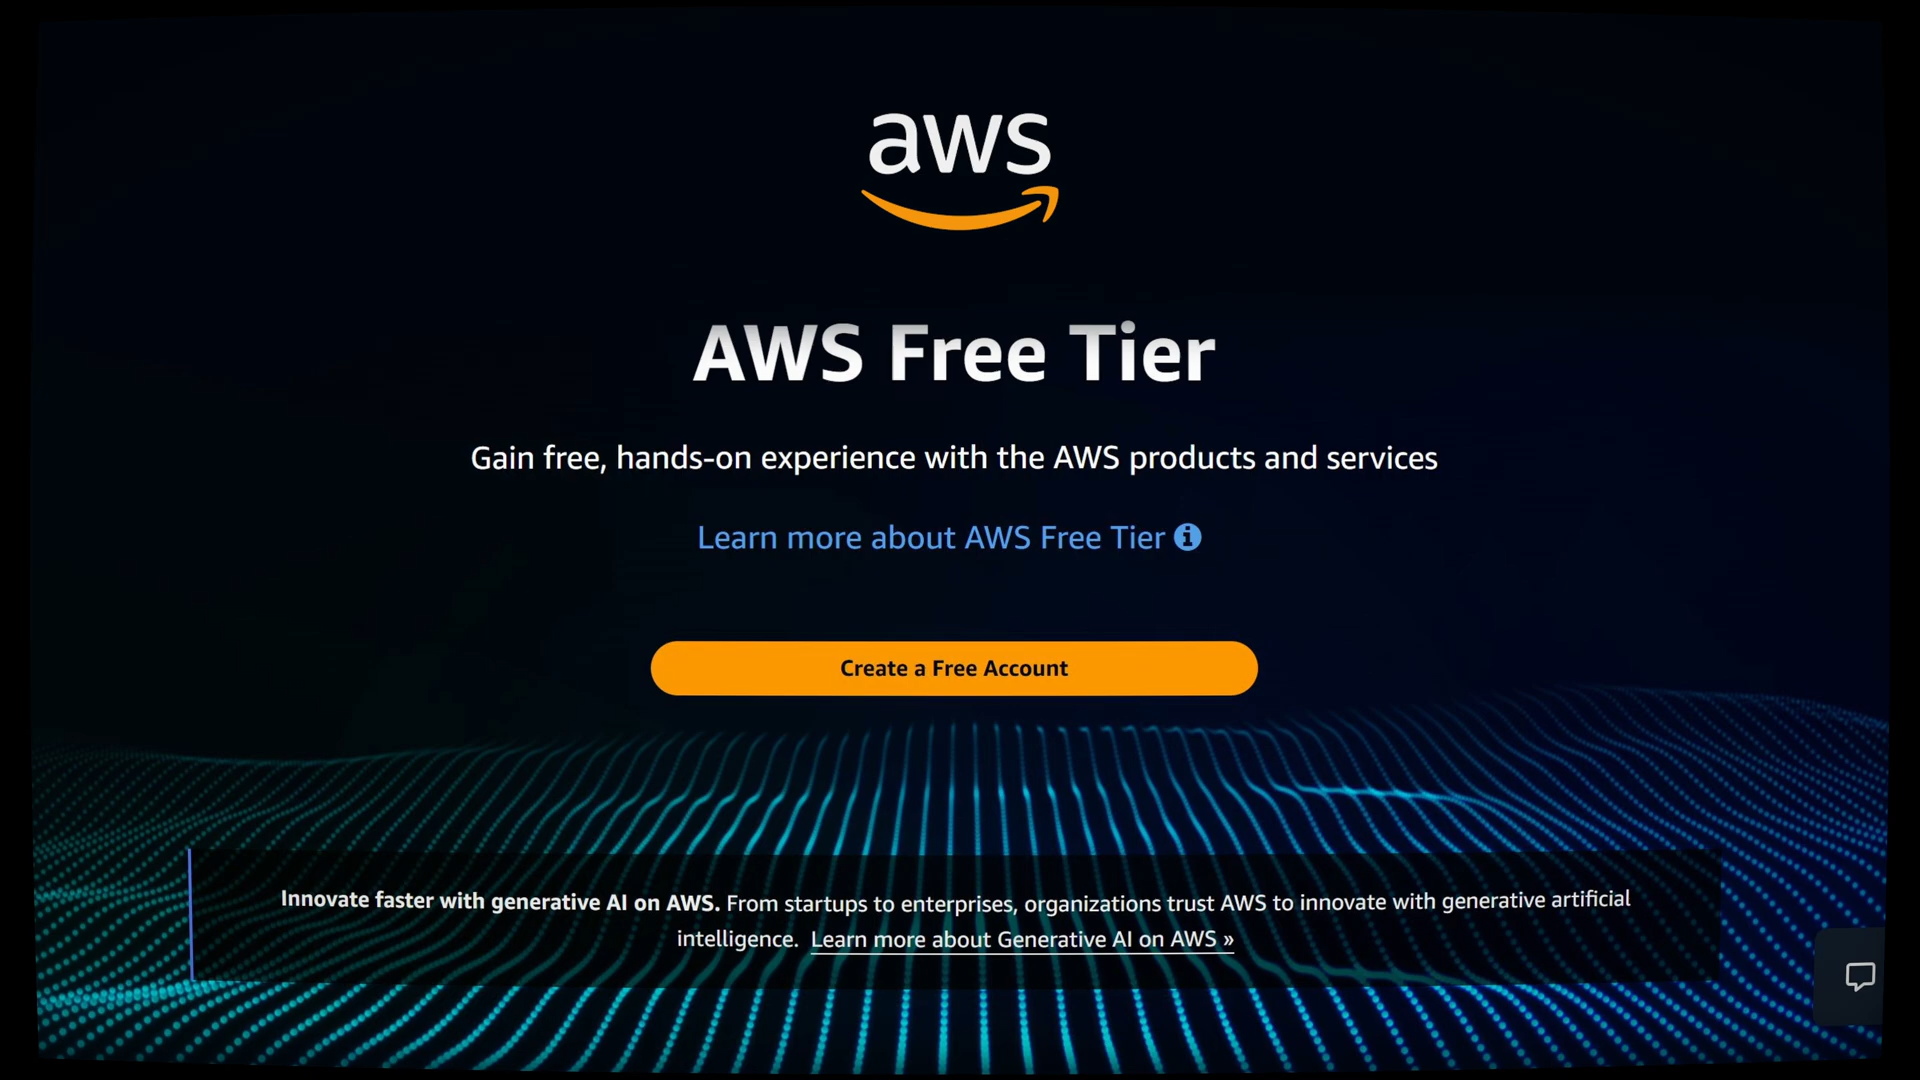 aws
AWS Free Tier
Gain free, hands-on experience with the AWS products and services
Learn more about AWS Free Tier
Create a Free Account
Innovate faster with generative AI on AWS. From startups to enterprises, organizations trust AWS to innovate with generative artificial
intelligence. Learn more about Generative AI on AWS »